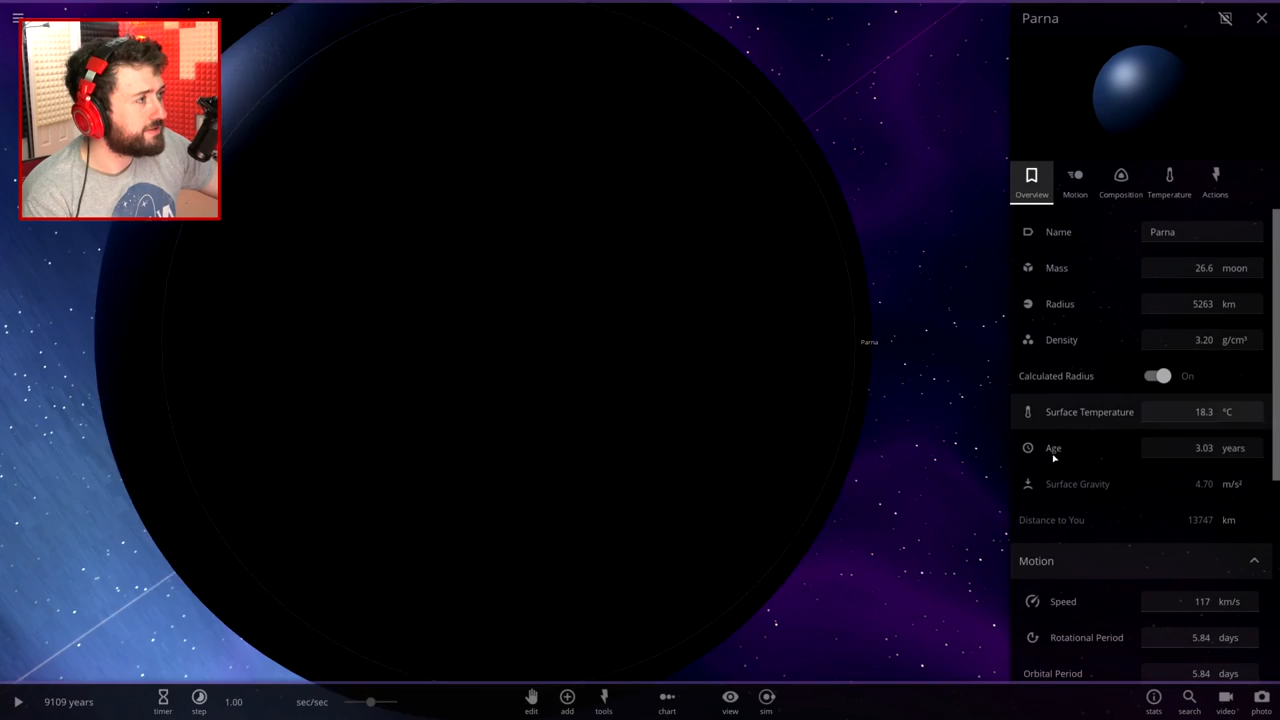 Parna
Overview
Motion
Composition
Temperature
Actions
Name Parna
Mass 26.6 moon
Radius 5263 km
Density 3.20 g/cm³
Calculated Radius On
Surface Temperature 18.3 °C
Age 3.03 years
Surface Gravity 4.70 m/s²
Distance to You 13747 km
Motion
Speed 117 km/s
Rotational Period 5.84 days
Orbital Period 5.84 days
Parna
9109 years
timer
step
1.00 sec/sec
edit
add
tools
chart
view
sim
stats
search
video
photo